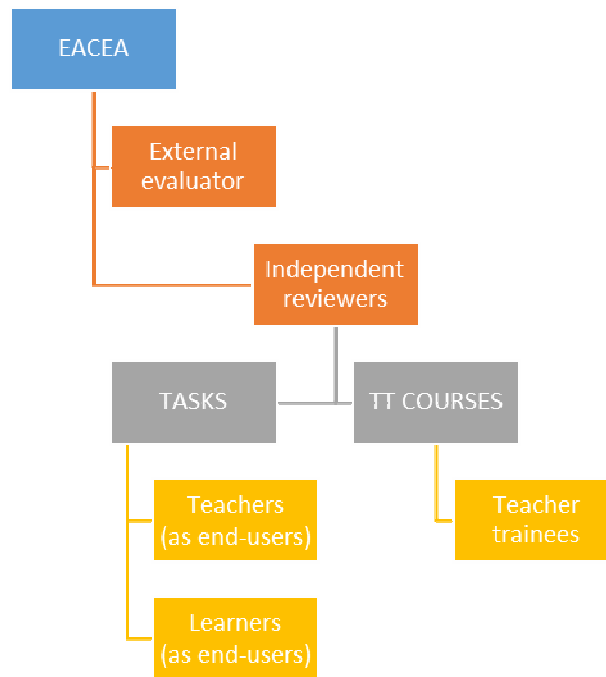 EACEA
External
evaluator
Independent
reviewers
TASKS
TT COURSES
Teachers
(as end-users)
Teacher
trainees
Learners
(as end-users)